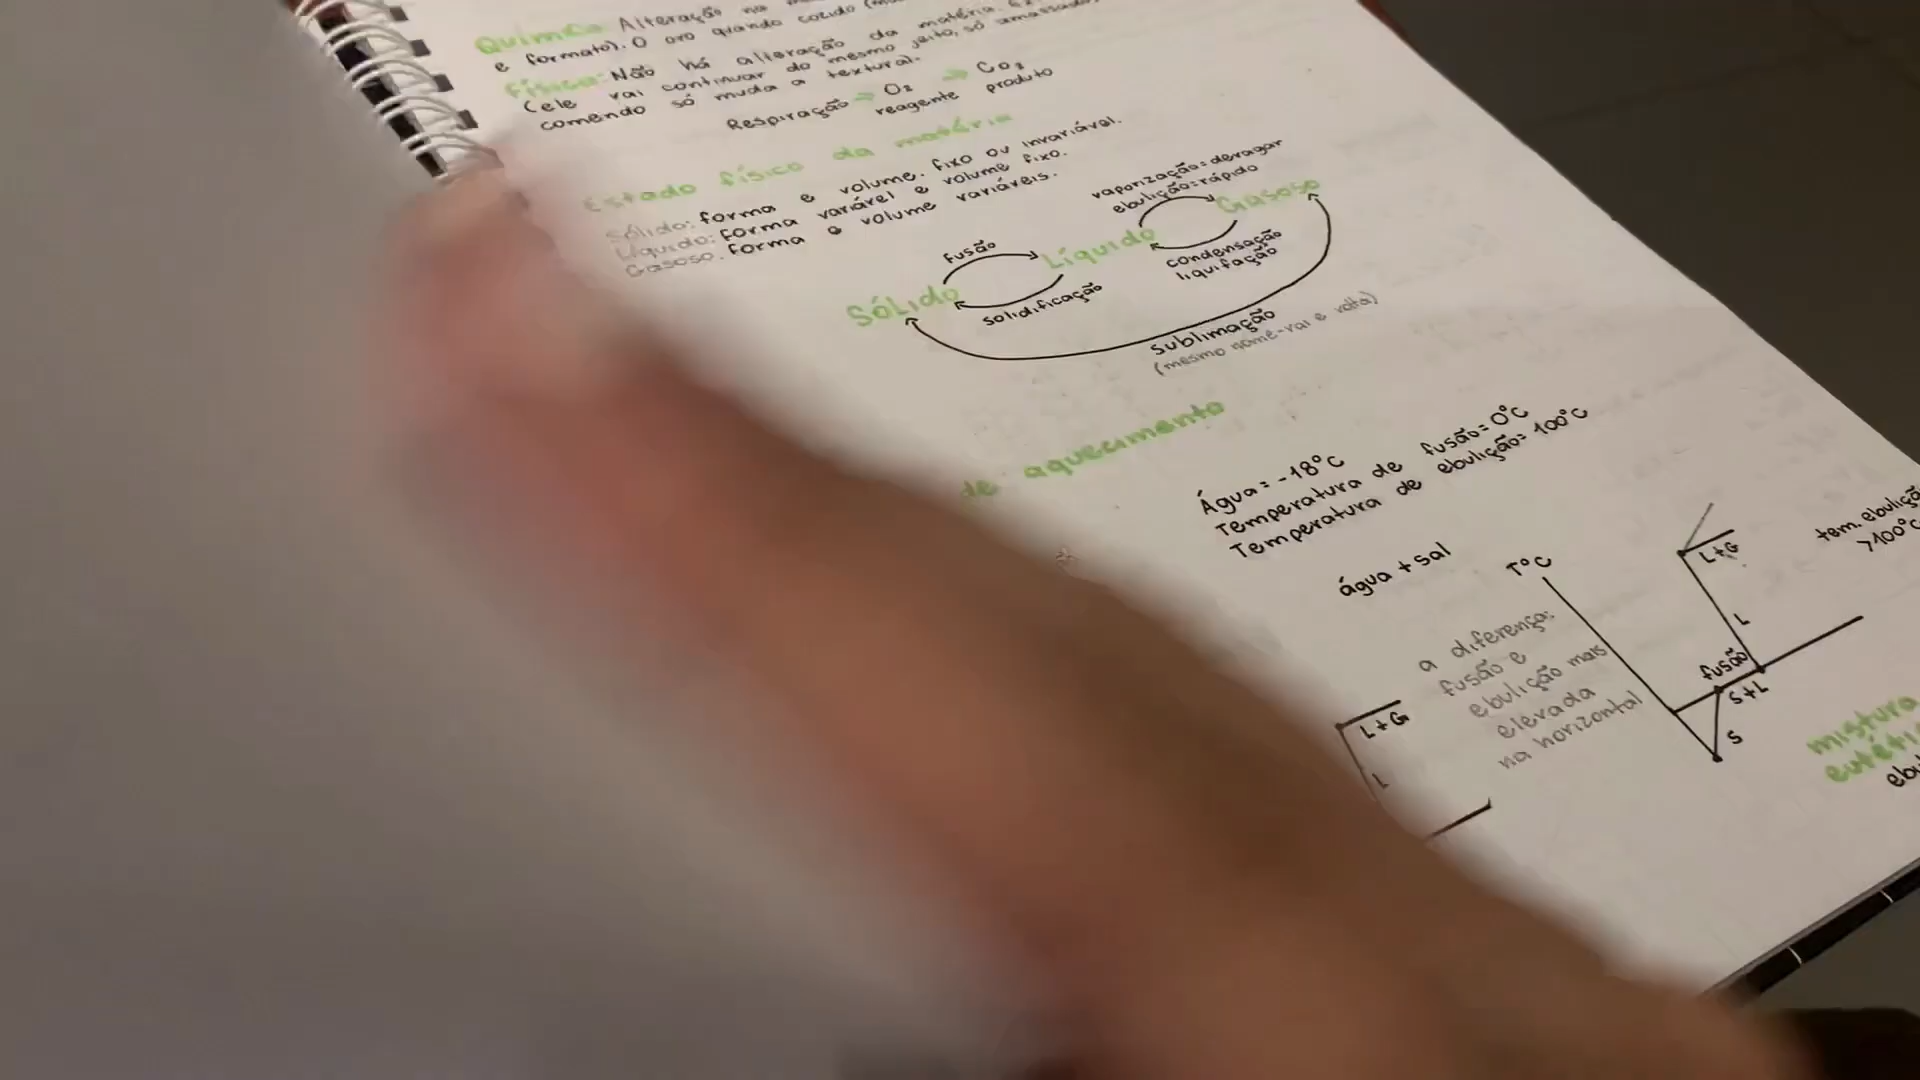 Química: Alteração na
e formato). O ovo quando cozido
Física: Não há alteração da matéria.
(ele vai continuar do mesmo jeito, só amassado,
comendo só muda a textural.
Respiração → O₂ → Co₂
reagente produto
Estado físico da matéria
Sólido: forma e volume. fixo ou invariável.
Líquido: forma variável e volume fixo.
Gasoso. forma e volume variáveis.
vaporização = devagar
ebulição = rápido
Gasoso
fusão
Líquido
condensação
liquifação
Sólido
solidificação
sublimação
(mesmo nome-vai e volta)
de aquecimento
Água = -18°C
Temperatura de fusão = 0°C
Temperatura de ebulição = 100°C
água + sal
T°C
L+G
tem. ebulição
>100°C
a diferença:
fusão e
ebulição mais
elevada
na horizontal
L
fusão
S+L
S
L+G
L
mistura